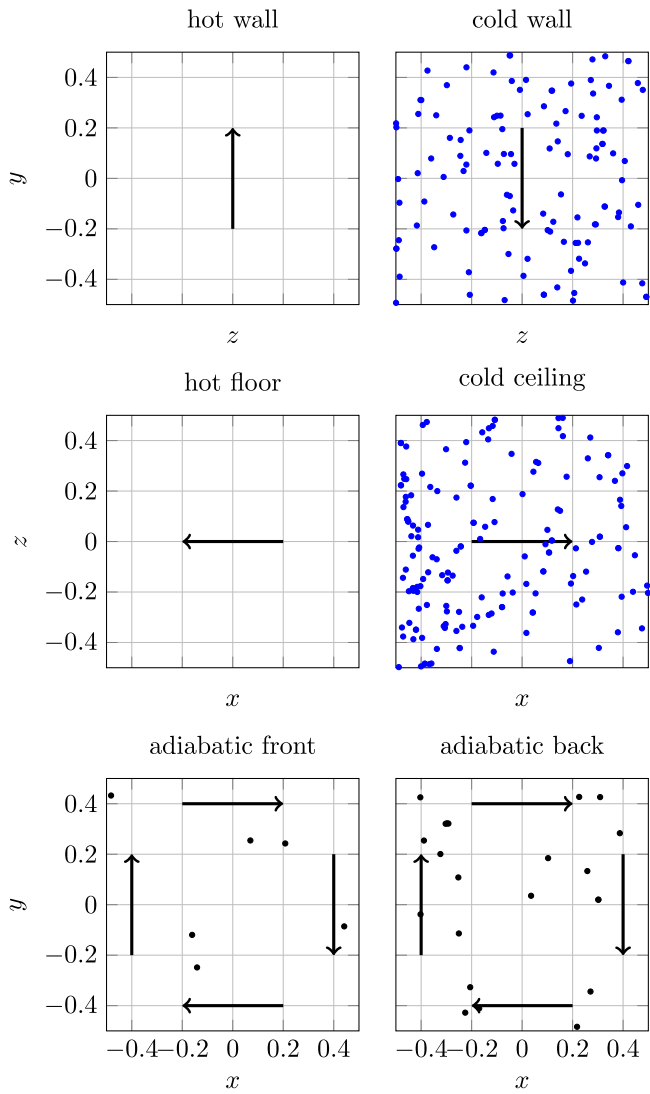 hot wall cold wall
0.4
0.2
0
−0.2
−0.4
y
z z
hot floor cold ceiling
0.4
0.2
0
−0.2
−0.4
z
x x
adiabatic front adiabatic back
0.4
0.2
0
−0.2
−0.4
y
−0.4 −0.2 0 0.2 0.4 −0.4 −0.2 0 0.2 0.4
x x